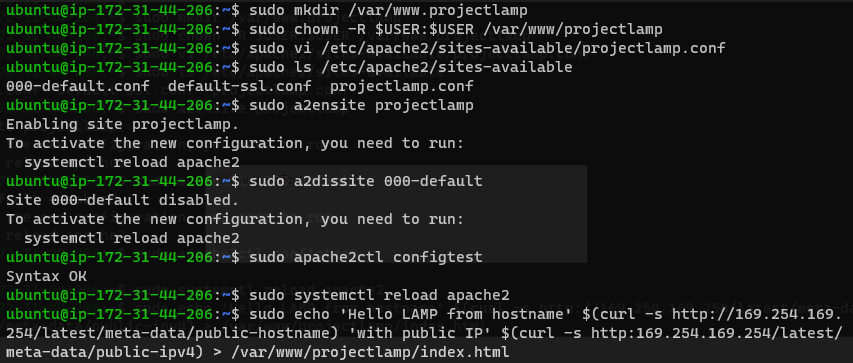 ubuntu@ip-172-31-44-206:~$ sudo mkdir /var/www.projectlamp
ubuntu@ip-172-31-44-206:~$ sudo chown -R $USER:$USER /var/www/projectlamp
ubuntu@ip-172-31-44-206:~$ sudo vi /etc/apache2/sites-available/projectlamp.conf
ubuntu@ip-172-31-44-206:~$ sudo ls /etc/apache2/sites-available
000-default.conf  default-ssl.conf  projectlamp.conf
ubuntu@ip-172-31-44-206:~$ sudo a2ensite projectlamp
Enabling site projectlamp.
To activate the new configuration, you need to run:
  systemctl reload apache2
ubuntu@ip-172-31-44-206:~$ sudo a2dissite 000-default
Site 000-default disabled.
To activate the new configuration, you need to run:
  systemctl reload apache2
ubuntu@ip-172-31-44-206:~$ sudo apache2ctl configtest
Syntax OK
ubuntu@ip-172-31-44-206:~$ sudo systemctl reload apache2
ubuntu@ip-172-31-44-206:~$ sudo echo 'Hello LAMP from hostname' $(curl -s http://169.254.169.
254/latest/meta-data/public-hostname) 'with public IP' $(curl -s http:169.254.169.254/latest/
meta-data/public-ipv4) > /var/www/projectlamp/index.html